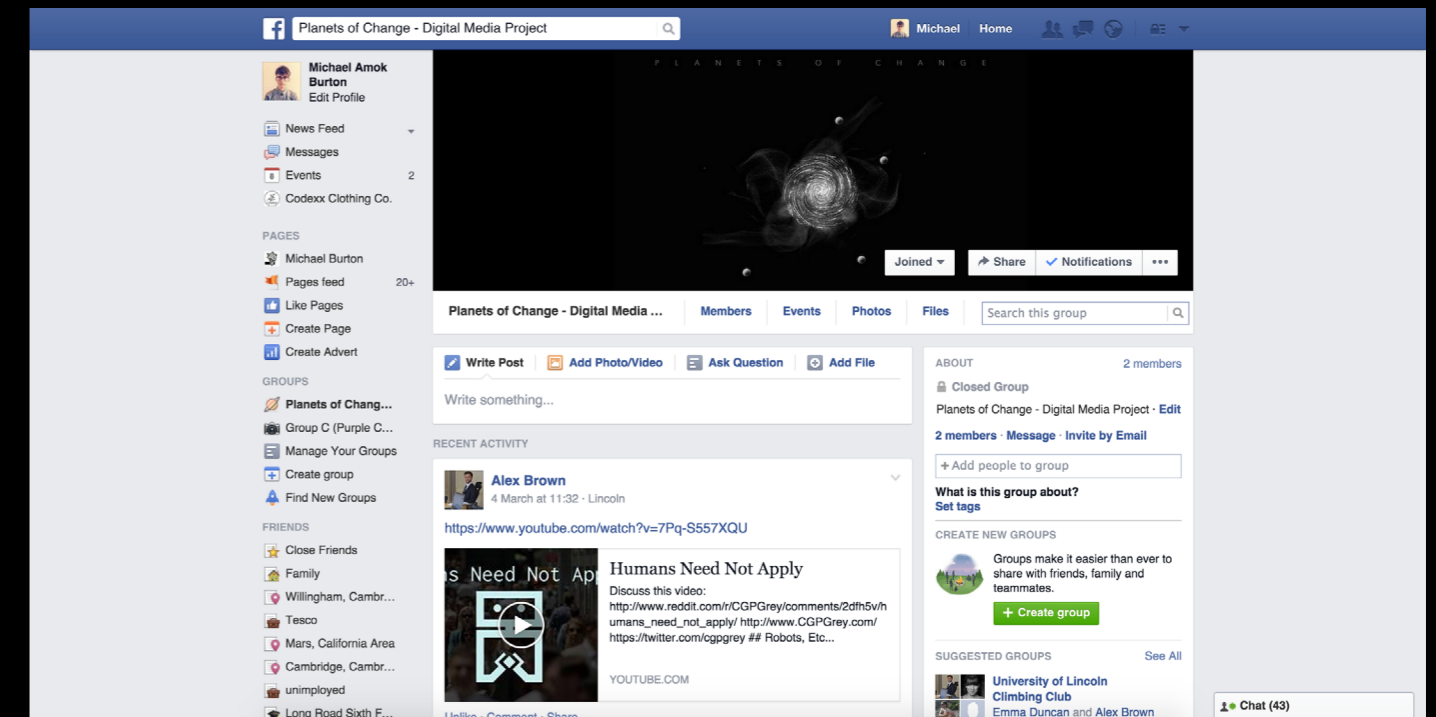 Planets of Change - Digital Media Project
Michael
Home
Michael Amok
Burton
Edit Profile
News Feed
Messages
8
Events
2
Codexx Clothing Co.
PAGES
Michael Burton
Pages feed
20+
Like Pages
Create Page
Create Advert
GROUPS
Planets of Chang...
Group C (Purple C...
Manage Your Groups
Create group
Find New Groups
FRIENDS
Close Friends
Family
Willingham, Cambr...
Tesco
Mars, California Area
Cambridge, Cambr...
unimployed
Long Road Sixth F...
PLANETS OF CHANGE
Joined
Share
Notifications
Planets of Change - Digital Media ...
Members
Events
Photos
Files
Search this group
Write Post
Add Photo/Video
Ask Question
Add File
Write something...
RECENT ACTIVITY
Alex Brown
4 March at 11:32 · Lincoln
https://www.youtube.com/watch?v=7Pq-S557XQU
s Need Not App
Humans Need Not Apply
Discuss this video:
http://www.reddit.com/r/CGPGrey/comments/2dfh5v/h
umans_need_not_apply/ http://www.CGPGrey.com/
https://twitter.com/cgpgrey ## Robots, Etc...
YOUTUBE.COM
Unlike · Comment · Share
ABOUT
2 members
Closed Group
Planets of Change - Digital Media Project · Edit
2 members · Message · Invite by Email
+ Add people to group
What is this group about?
Set tags
CREATE NEW GROUPS
Groups make it easier than ever to
share with friends, family and
teammates.
+ Create group
SUGGESTED GROUPS
See All
University of Lincoln
Climbing Club
Emma Duncan and Alex Brown
Chat (43)